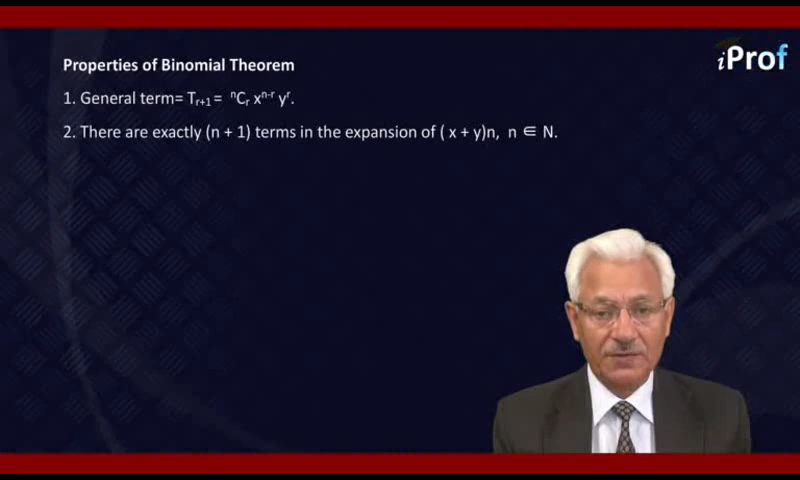 iProf
Properties of Binomial Theorem
1. General term= Tr+1 = ⁿCr xⁿ⁻ʳ yʳ.
2. There are exactly (n + 1) terms in the expansion of ( x + y)n, n ∈ N.